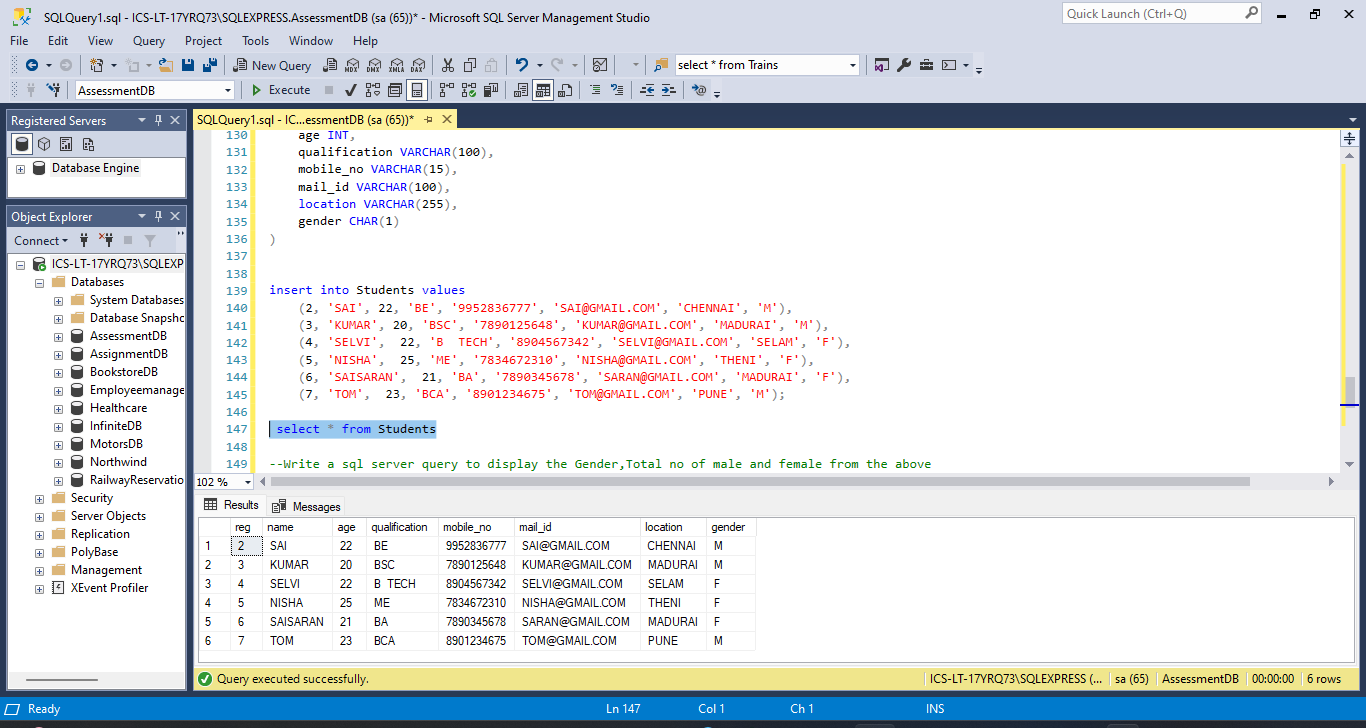 SQLQuery1.sql - ICS-LT-17YRQ73\SQLEXPRESS.AssessmentDB (sa (65))* - Microsoft SQL Server Management Studio
Quick Launch (Ctrl+Q)
File Edit View Query Project Tools Window Help
New Query MDX DMX XMLA DAX select * from Trains
AssessmentDB Execute
Registered Servers
Database Engine
Object Explorer
Connect
ICS-LT-17YRQ73\SQLEXP
Databases
System Databases
Database Snapsho
AssessmentDB
AssignmentDB
BookstoreDB
Employeemanage
Healthcare
InfiniteDB
MotorsDB
Northwind
RailwayReservatio
Security
Server Objects
Replication
PolyBase
Management
XEvent Profiler
SQLQuery1.sql - IC...essmentDB (sa (65))*
130 age INT,
131 qualification VARCHAR(100),
132 mobile_no VARCHAR(15),
133 mail_id VARCHAR(100),
134 location VARCHAR(255),
135 gender CHAR(1)
136 )
137
138
139 insert into Students values
140 (2, 'SAI', 22, 'BE', '9952836777', 'SAI@GMAIL.COM', 'CHENNAI', 'M'),
141 (3, 'KUMAR', 20, 'BSC', '7890125648', 'KUMAR@GMAIL.COM', 'MADURAI', 'M'),
142 (4, 'SELVI',  22, 'B  TECH', '8904567342', 'SELVI@GMAIL.COM', 'SELAM', 'F'),
143 (5, 'NISHA',  25, 'ME', '7834672310', 'NISHA@GMAIL.COM', 'THENI', 'F'),
144 (6, 'SAISARAN',  21, 'BA', '7890345678', 'SARAN@GMAIL.COM', 'MADURAI', 'F'),
145 (7, 'TOM',  23, 'BCA', '8901234675', 'TOM@GMAIL.COM', 'PUNE', 'M');
146
147 select * from Students
148
149 --Write a sql server query to display the Gender,Total no of male and female from the above
102 %
Results Messages
reg name age qualification mobile_no mail_id location gender
1 2 SAI 22 BE 9952836777 SAI@GMAIL.COM CHENNAI M
2 3 KUMAR 20 BSC 7890125648 KUMAR@GMAIL.COM MADURAI M
3 4 SELVI 22 B  TECH 8904567342 SELVI@GMAIL.COM SELAM F
4 5 NISHA 25 ME 7834672310 NISHA@GMAIL.COM THENI F
5 6 SAISARAN 21 BA 7890345678 SARAN@GMAIL.COM MADURAI F
6 7 TOM 23 BCA 8901234675 TOM@GMAIL.COM PUNE M
Query executed successfully. ICS-LT-17YRQ73\SQLEXPRESS (... sa (65) AssessmentDB 00:00:00 6 rows
Ready Ln 147 Col 1 Ch 1 INS